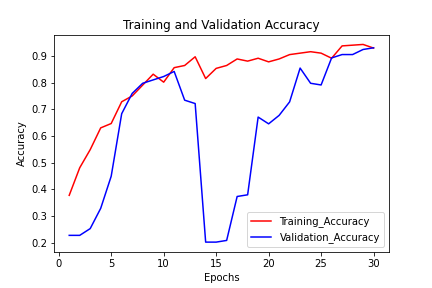 Training and Validation Accuracy
Accuracy
0.9
0.8
0.7
0.6
0.5
0.4
0.3
0.2
Training_Accuracy
Validation_Accuracy
0 5 10 15 20 25 30
Epochs